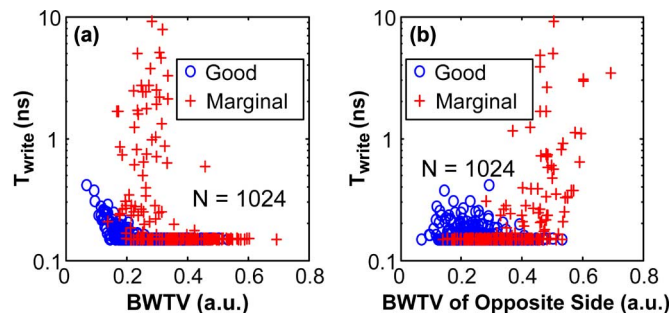 (a)
(b)
10
10
Good
Marginal
Good
Marginal
T_write (ns)
T_write (ns)
1
1
N = 1024
N = 1024
0.1
0.1
0 0.2 0.4 0.6 0.8
0 0.2 0.4 0.6 0.8
BWTV (a.u.)
BWTV of Opposite Side (a.u.)